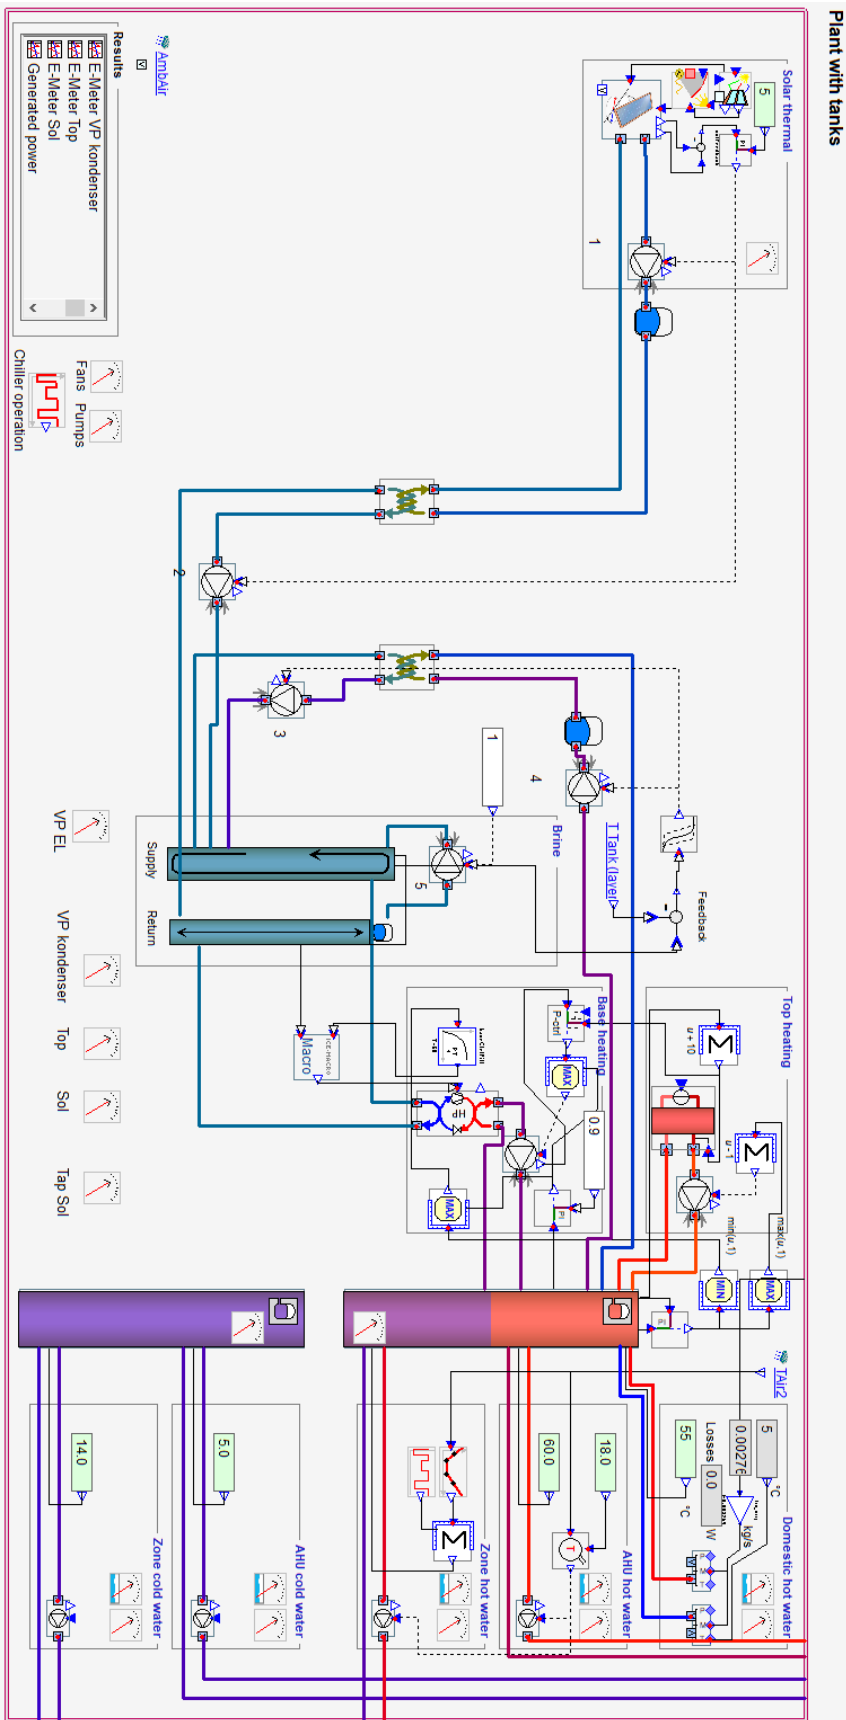 Plant with tanks
Solar thermal
5
PI
1
AmbAir
Results
E-Meter VP kondenser
E-Meter Top
E-Meter Sol
Generated power
Fans
Pumps
Chiller operation
2
3
4
1
Brine
5
Supply
Return
T Tank (layer
Feedback
VP EL
VP kondenser
Top
Sol
Tap Sol
Base heating
P-ctrl
MAX
0.9
PI
HP
MAX
ICE-MACRO
Macro
Top heating
u + 10
u - 1
min(u,1)
max(u,1)
MIN
MAX
TAir2
Domestic hot water
5
°C
0.00276
kg/s
Losses
0.0
W
55
°C
AHU hot water
18.0
60.0
Zone hot water
AHU cold water
5.0
Zone cold water
14.0